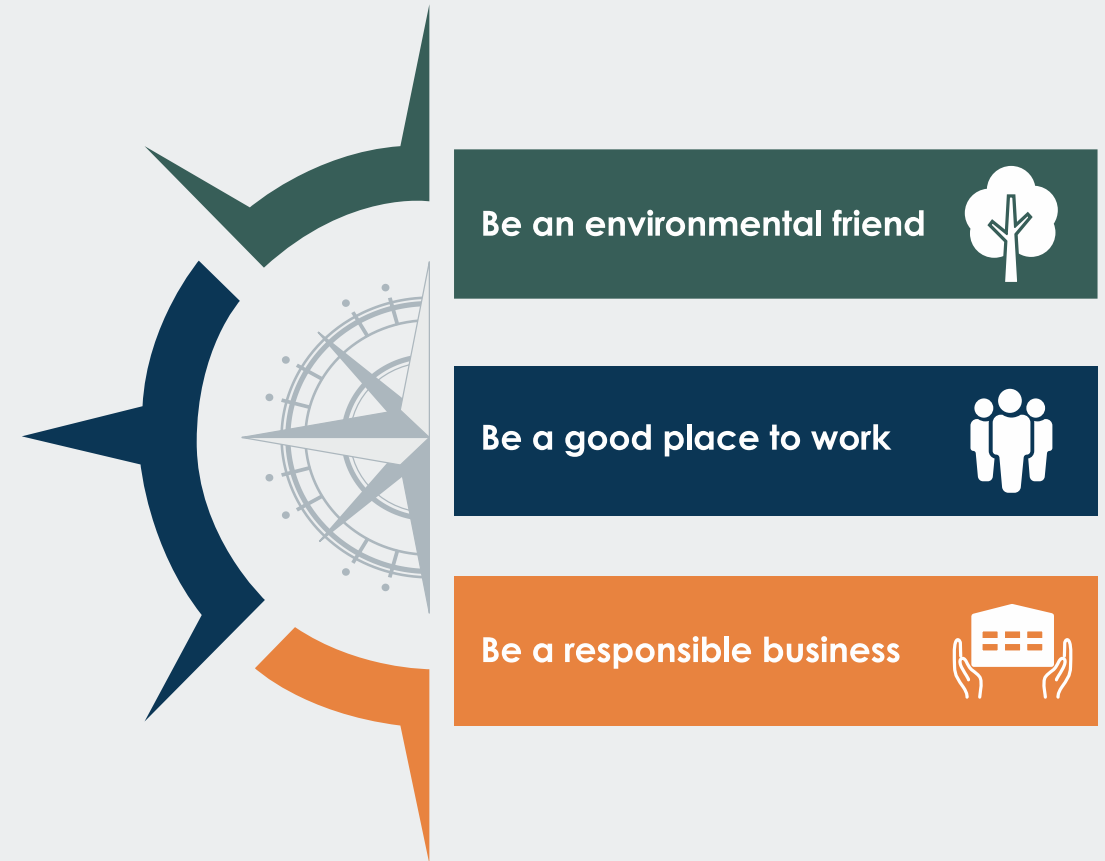 Be an environmental friend
Be a good place to work
Be a responsible business